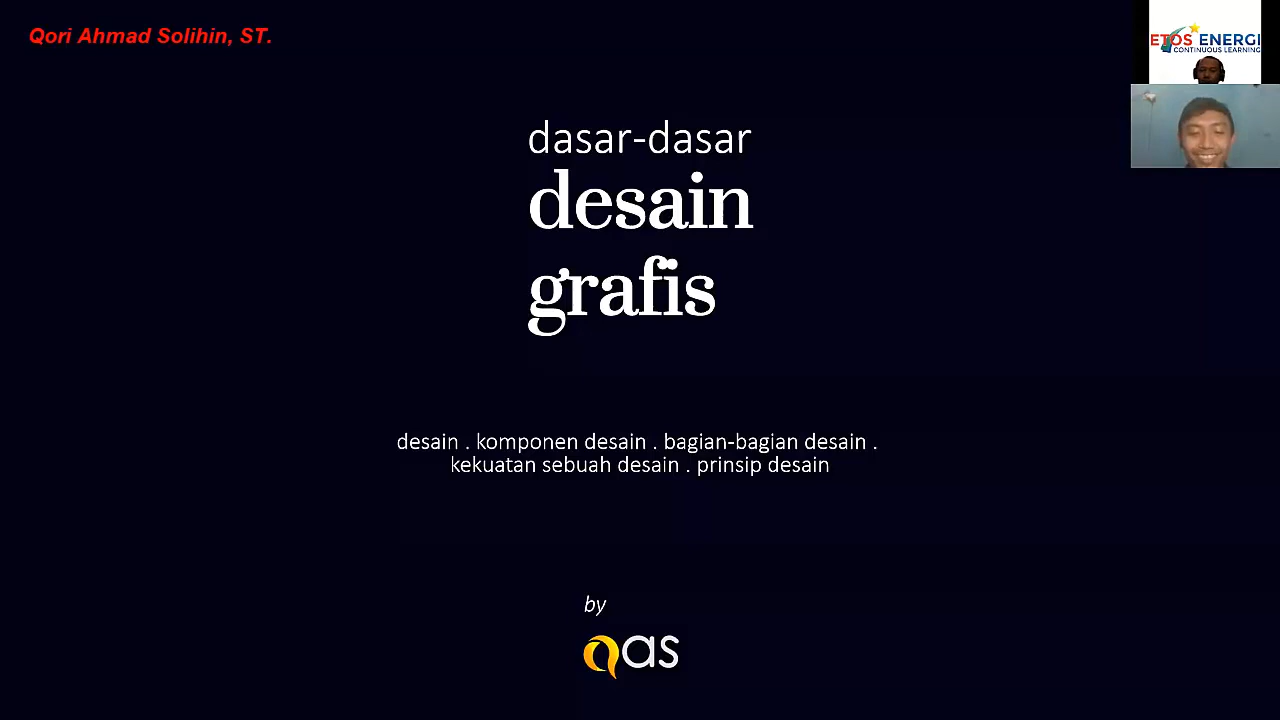 Qori Ahmad Solihin, ST.
ETOS ENERGI
CONTINUOUS LEARNING
dasar-dasar
desain
grafis
desain . komponen desain . bagian-bagian desain .
kekuatan sebuah desain . prinsip desain
by
qas